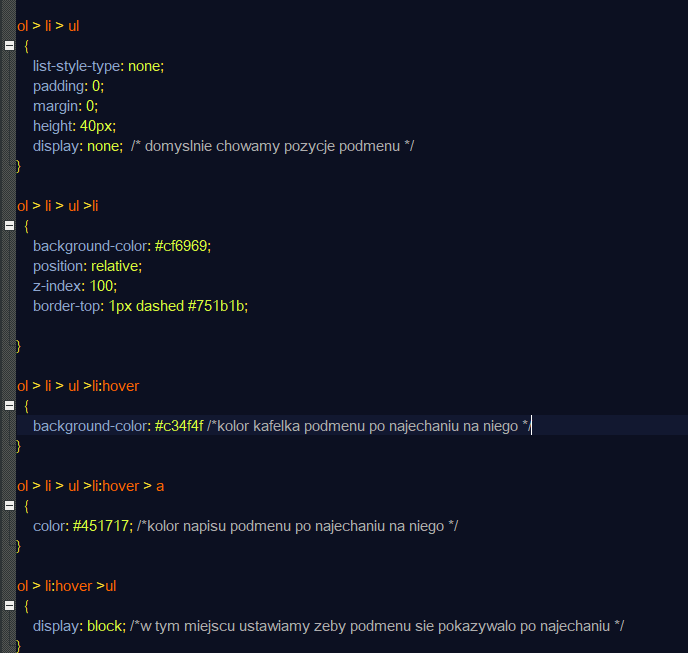 ol > li > ul
{
list-style-type: none;
padding: 0;
margin: 0;
height: 40px;
display: none;  /* domyslnie chowamy pozycje podmenu */
}
ol > li > ul >li
{
background-color: #cf6969;
position: relative;
z-index: 100;
border-top: 1px dashed #751b1b;
}
ol > li > ul >li:hover
{
background-color: #c34f4f /*kolor kafelka podmenu po najechaniu na niego */
}
ol > li > ul >li:hover > a
{
color: #451717; /*kolor napisu podmenu po najechaniu na niego */
}
ol > li:hover >ul
{
display: block; /*w tym miejscu ustawiamy zeby podmenu sie pokazywalo po najechaniu */
}